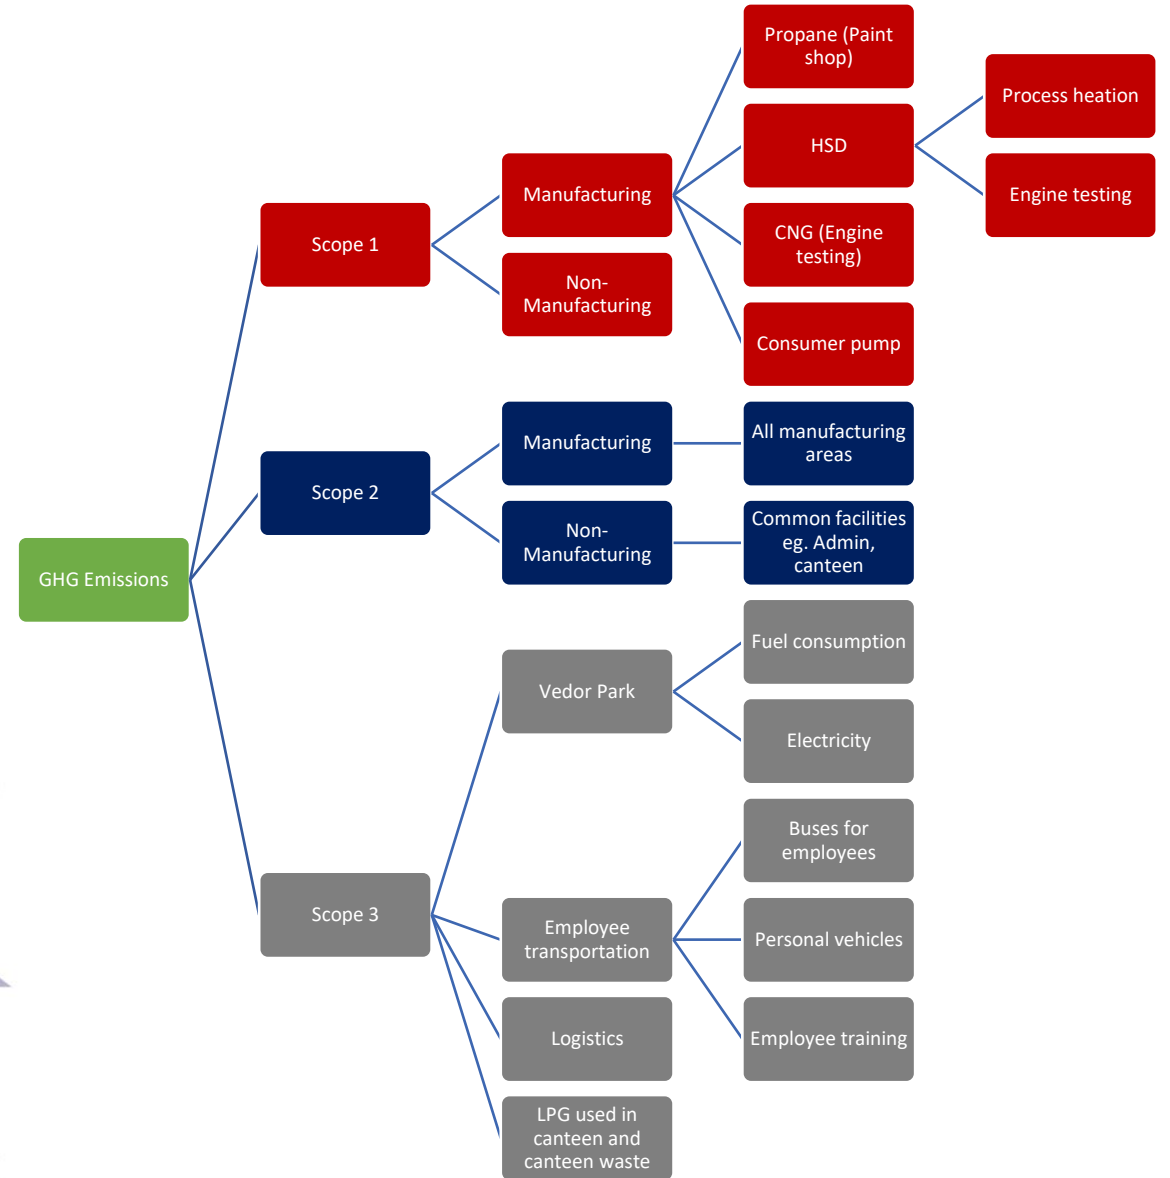 GHG Emissions
Scope 1
Manufacturing
Propane (Paint
shop)
HSD
Process heation
Engine testing
CNG (Engine
testing)
Consumer pump
Non-
Manufacturing
Scope 2
Manufacturing
All manufacturing
areas
Non-
Manufacturing
Common facilities
eg. Admin,
canteen
Scope 3
Vedor Park
Fuel consumption
Electricity
Employee
transportation
Buses for
employees
Personal vehicles
Employee training
Logistics
LPG used in
canteen and
canteen waste